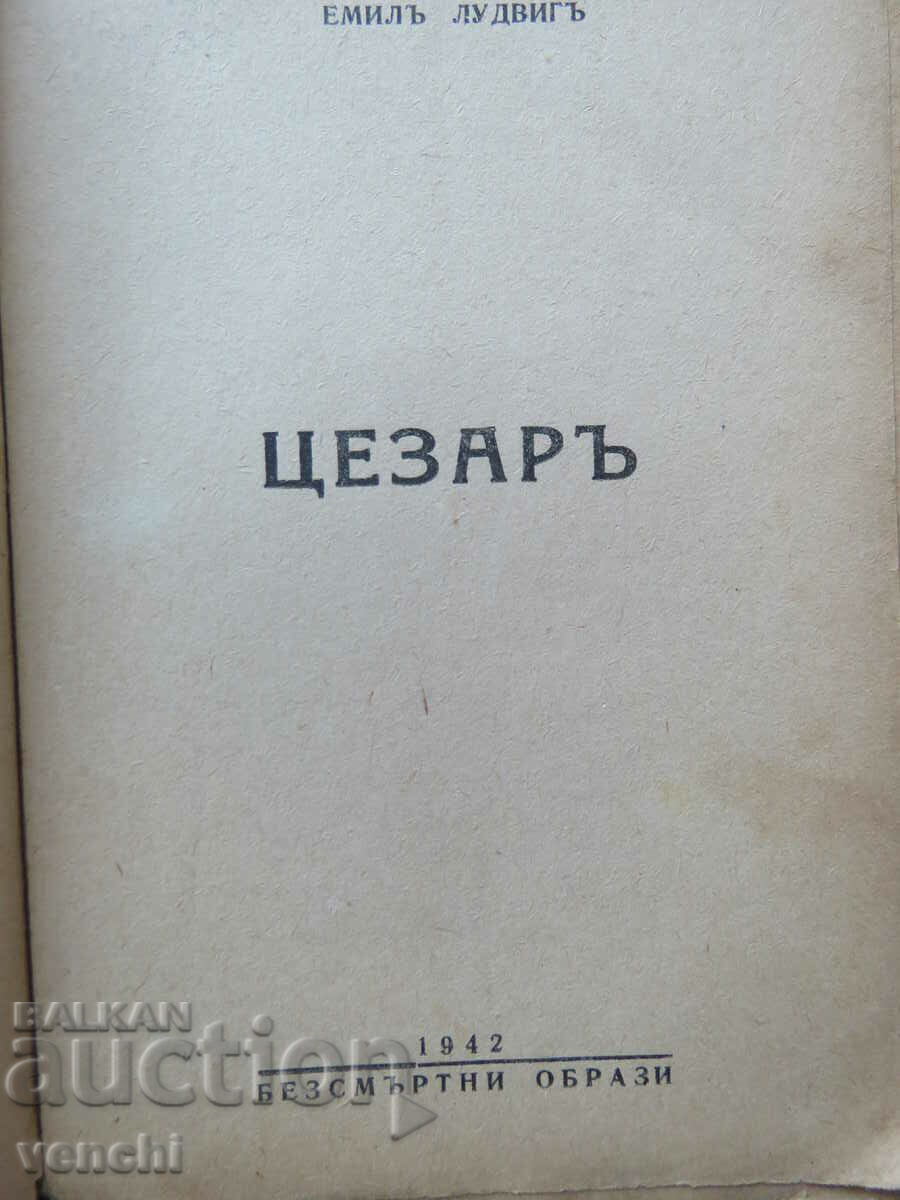 ЕМИЛЪ ЛУДВИГЪ
ЦЕЗАРЪ
1942
БЕЗСМЪРТНИ ОБРАЗИ
BALKAN
auction
venchi